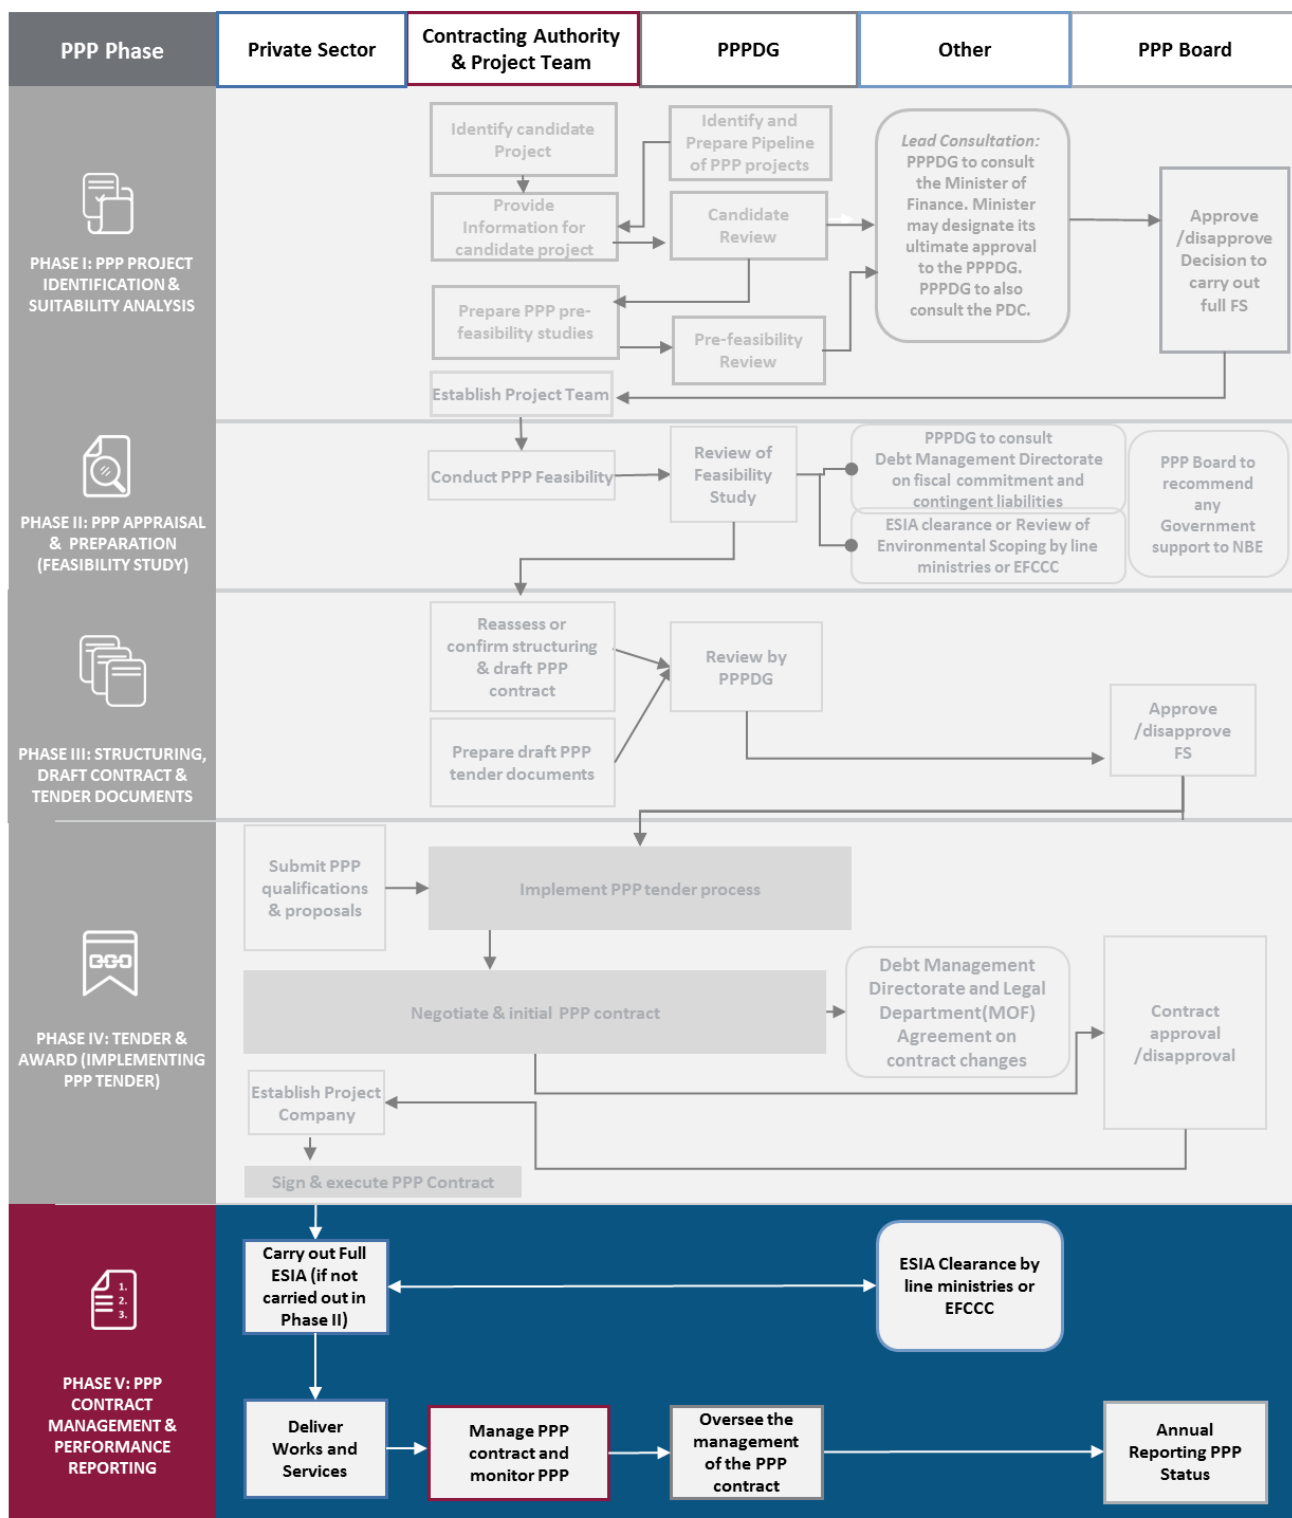 PPP Phase
Private Sector
Contracting Authority
& Project Team
PPPDG
Other
PPP Board
PHASE I: PPP PROJECT
IDENTIFICATION &
SUITABILITY ANALYSIS
Identify candidate
Project
Identify and
Prepare Pipeline
of PPP projects
Provide
Information for
candidate project
Candidate
Review
Lead Consultation:
PPPDG to consult
the Minister of
Finance. Minister
may designate its
ultimate approval
to the PPPDG.
PPPDG to also
consult the PDC.
Approve
/disapprove
Decision to
carry out
full FS
Prepare PPP pre-
feasibility studies
Pre-feasibility
Review
Establish Project Team
PHASE II: PPP APPRAISAL
& PREPARATION
(FEASIBILITY STUDY)
Conduct PPP Feasibility
Review of
Feasibility
Study
PPPDG to consult
Debt Management Directorate
on fiscal commitment and
contingent liabilities
ESIA clearance or Review of
Environmental Scoping by line
ministries or EFCCC
PPP Board to
recommend
any
Government
support to NBE
PHASE III: STRUCTURING,
DRAFT CONTRACT &
TENDER DOCUMENTS
Reassess or
confirm structuring
& draft PPP
contract
Review by
PPPDG
Prepare draft PPP
tender documents
Approve
/disapprove
FS
PHASE IV: TENDER &
AWARD (IMPLEMENTING
PPP TENDER)
Submit PPP
qualifications
& proposals
Implement PPP tender process
Negotiate & initial PPP contract
Debt Management
Directorate and Legal
Department(MOF)
Agreement on
contract changes
Contract
approval
/disapproval
Establish Project
Company
Sign & execute PPP Contract
PHASE V: PPP
CONTRACT
MANAGEMENT &
PERFORMANCE
REPORTING
1.
2.
3.
Carry out Full
ESIA (if not
carried out in
Phase II)
ESIA Clearance by
line ministries or
EFCCC
Deliver
Works and
Services
Manage PPP
contract and
monitor PPP
Oversee the
management
of the PPP
contract
Annual
Reporting PPP
Status